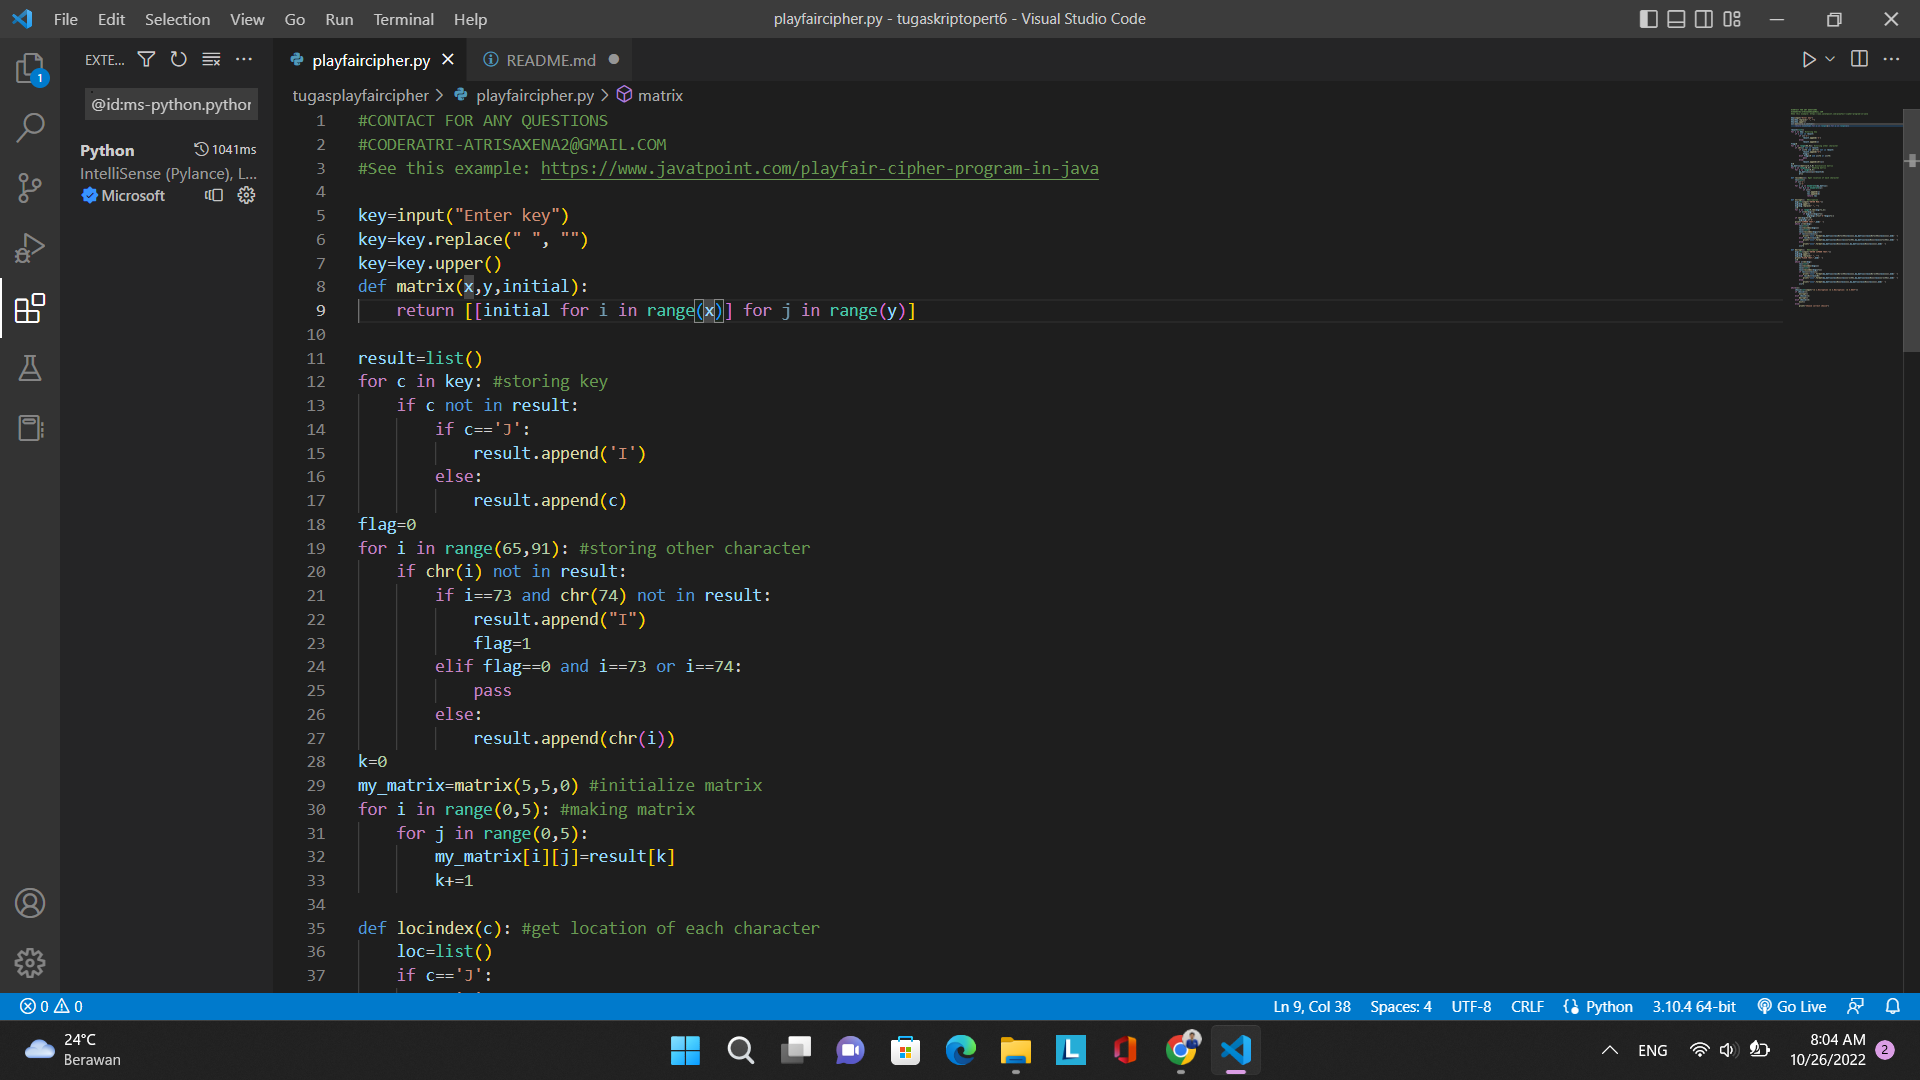 File Edit Selection View Go Run Terminal Help
playfaircipher.py - tugaskriptopert6 - Visual Studio Code
EXTE...
playfaircipher.py
README.md
1
@id:ms-python.python
tugasplayfaircipher > playfaircipher.py > matrix
Python 1041ms
IntelliSense (Pylance), L...
Microsoft
1 #CONTACT FOR ANY QUESTIONS
2 #CODERATRI-ATRISAXENA2@GMAIL.COM
3 #See this example: https://www.javatpoint.com/playfair-cipher-program-in-java
4
5 key=input("Enter key")
6 key=key.replace(" ", "")
7 key=key.upper()
8 def matrix(x,y,initial):
9     return [[initial for i in range(x)] for j in range(y)]
10
11 result=list()
12 for c in key: #storing key
13     if c not in result:
14         if c=='J':
15             result.append('I')
16         else:
17             result.append(c)
18 flag=0
19 for i in range(65,91): #storing other character
20     if chr(i) not in result:
21         if i==73 and chr(74) not in result:
22             result.append("I")
23             flag=1
24         elif flag==0 and i==73 or i==74:
25             pass
26         else:
27             result.append(chr(i))
28 k=0
29 my_matrix=matrix(5,5,0) #initialize matrix
30 for i in range(0,5): #making matrix
31     for j in range(0,5):
32         my_matrix[i][j]=result[k]
33         k+=1
34
35 def locindex(c): #get location of each character
36     loc=list()
37     if c=='J':
0 0
Ln 9, Col 38 Spaces: 4 UTF-8 CRLF Python 3.10.4 64-bit Go Live
24°C
Berawan
L
ENG
8:04 AM
10/26/2022
2